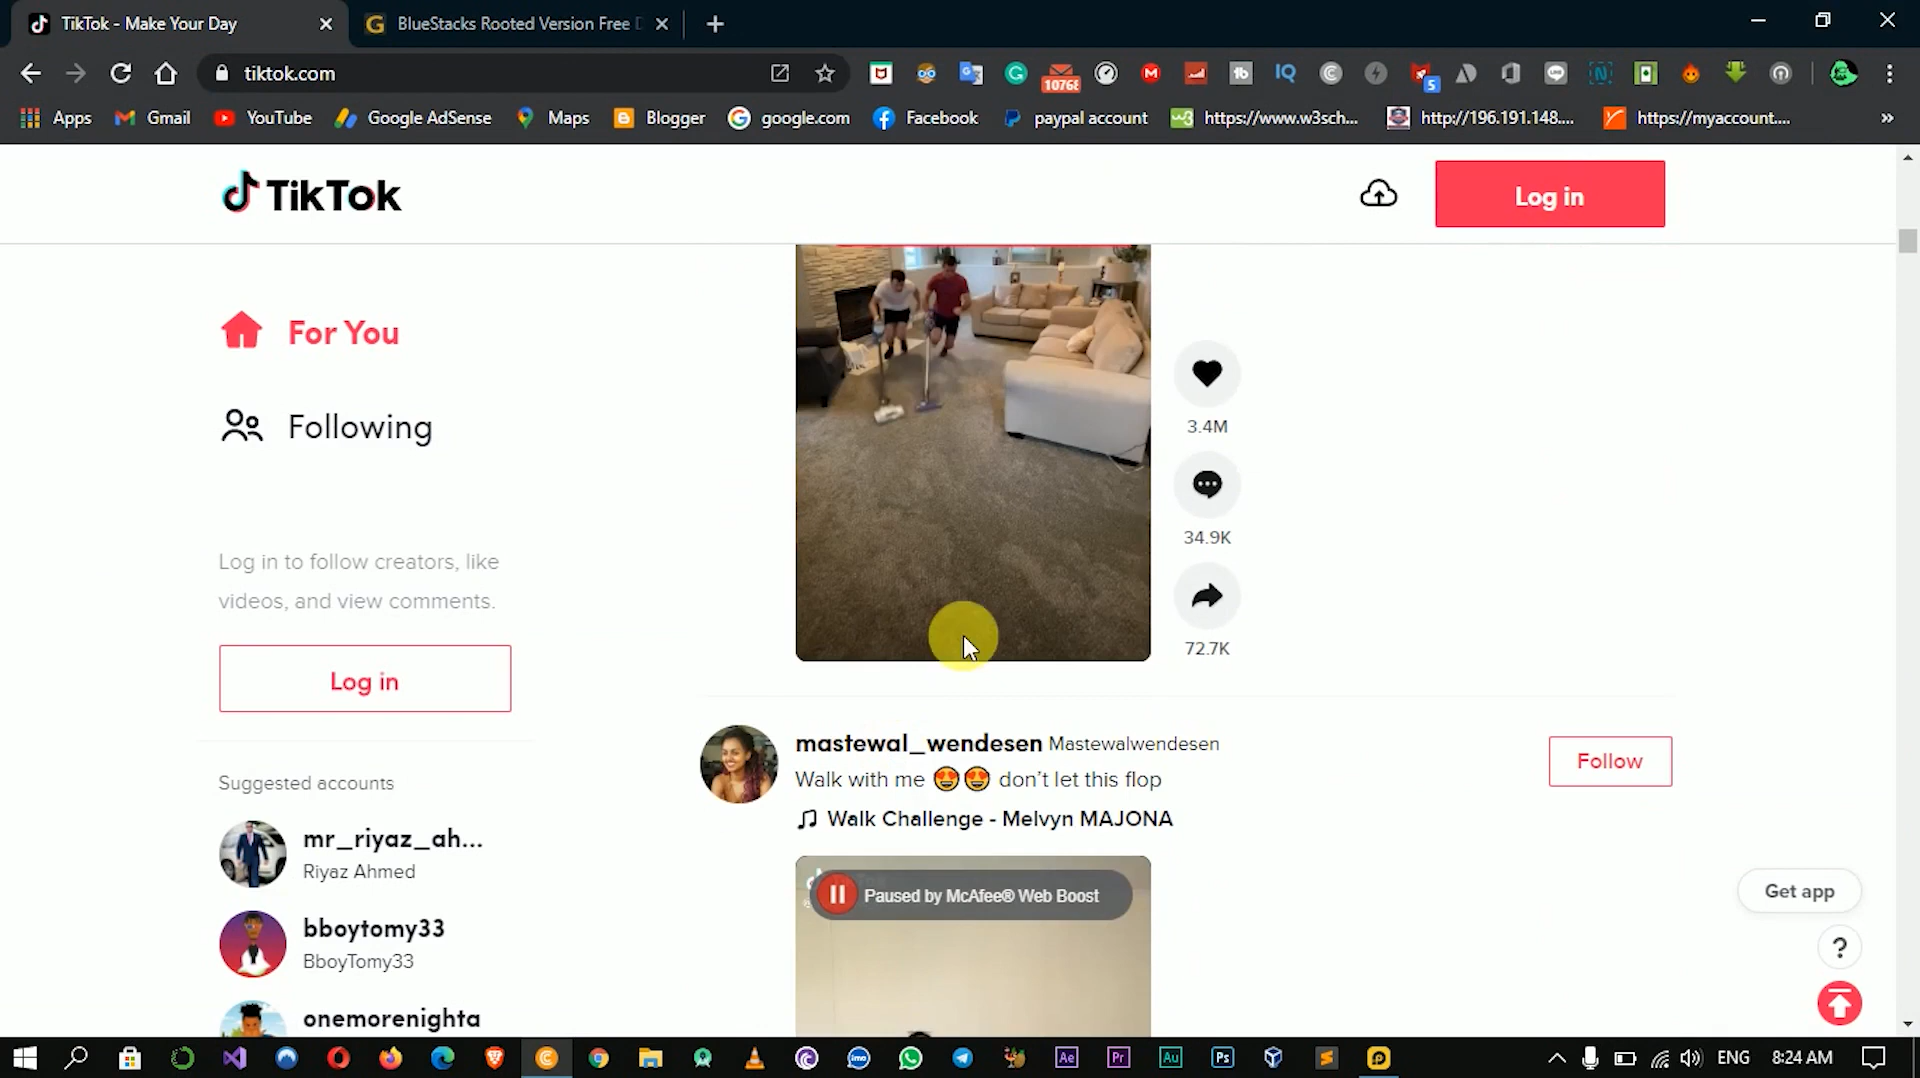 TikTok - Make Your Day
BlueStacks Rooted Version Free D
tiktok.com
1076
5
Apps
Gmail
YouTube
Google AdSense
Maps
Blogger
google.com
Facebook
paypal account
https://www.w3sch...
http://196.191.148....
https://myaccount....
»
TikTok
Log in
For You
Following
Log in to follow creators, like
videos, and view comments.
Log in
Suggested accounts
mr_riyaz_ah...
Riyaz Ahmed
bboytomy33
BboyTomy33
onemorenighta
3.4M
34.9K
72.7K
mastewal_wendesen Mastewalwendesen
Walk with me 😍😍 don't let this flop
Walk Challenge - Melvyn MAJONA
Follow
Paused by McAfee® Web Boost
Get app
?
ENG
8:24 AM